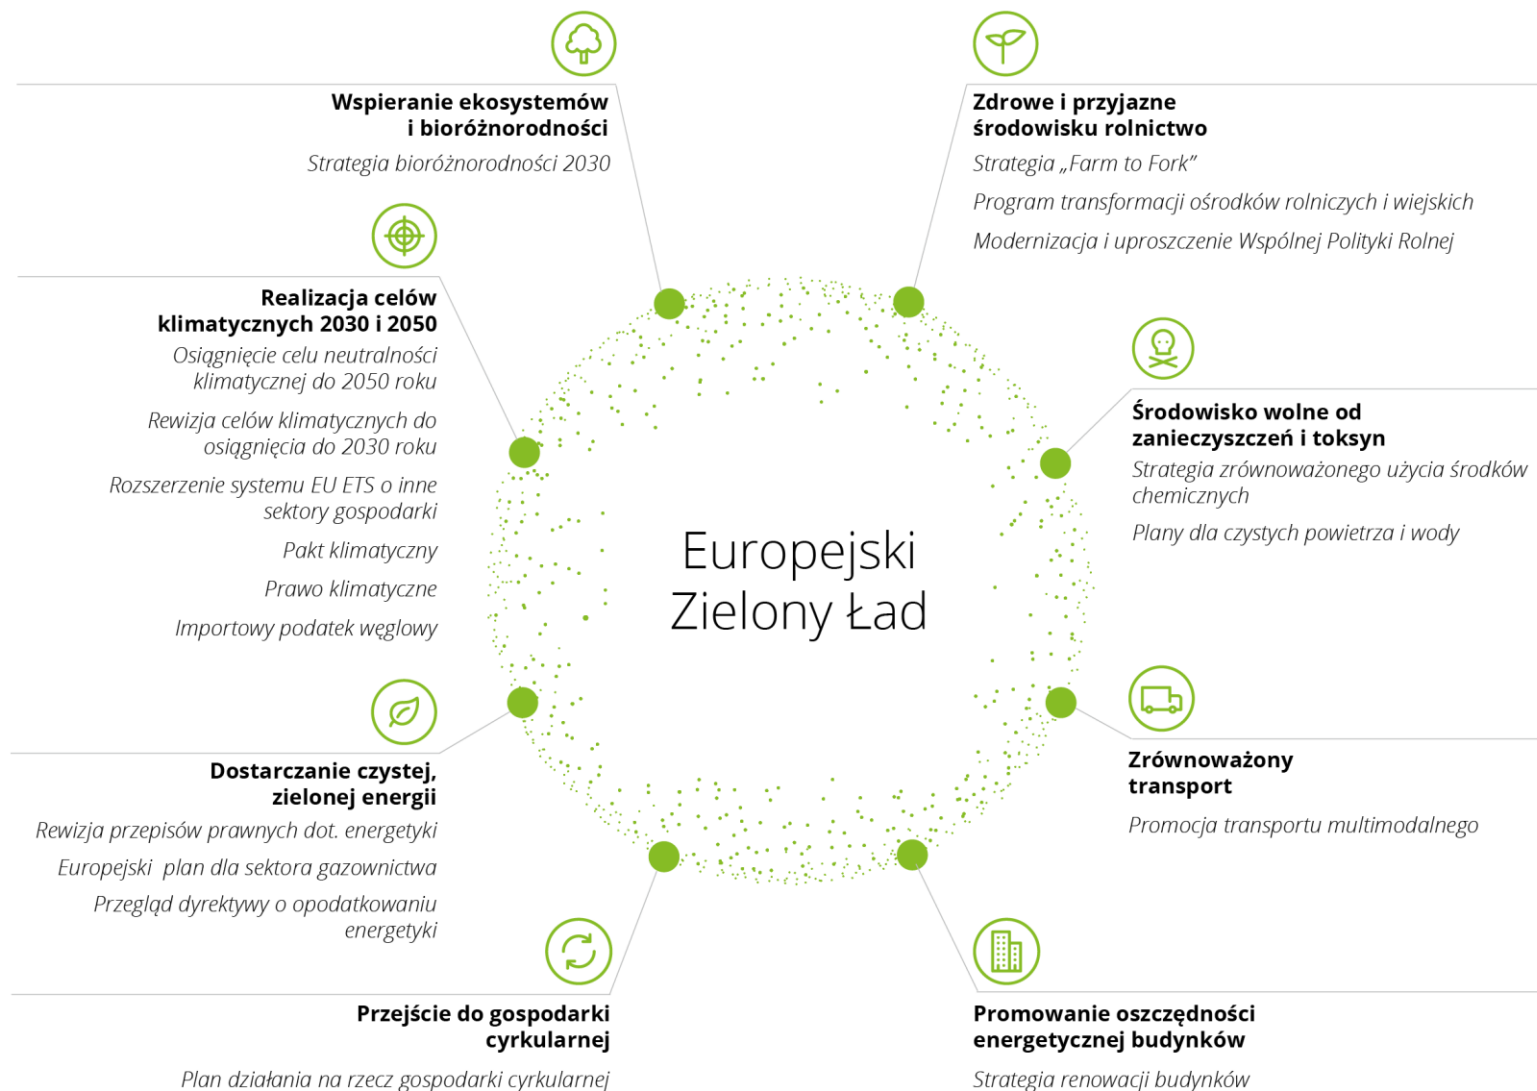 Wspieranie ekosystemów
i bioróżnorodności
Strategia bioróżnorodności 2030
Zdrowe i przyjazne
środowisku rolnictwo
Strategia „Farm to Fork”
Program transformacji ośrodków rolniczych i wiejskich
Modernizacja i uproszczenie Wspólnej Polityki Rolnej
Realizacja celów
klimatycznych 2030 i 2050
Osiągnięcie celu neutralności
klimatycznej do 2050 roku
Rewizja celów klimatycznych do
osiągnięcia do 2030 roku
Rozszerzenie systemu EU ETS o inne
sektory gospodarki
Pakt klimatyczny
Prawo klimatyczne
Importowy podatek węglowy
Środowisko wolne od
zanieczyszczeń i toksyn
Strategia zrównoważonego użycia środków
chemicznych
Plany dla czystych powietrza i wody
Europejski
Zielony Ład
Dostarczanie czystej,
zielonej energii
Rewizja przepisów prawnych dot. energetyki
Europejski plan dla sektora gazownictwa
Przegląd dyrektywy o opodatkowaniu
energetyki
Zrównoważony
transport
Promocja transportu multimodalnego
Przejście do gospodarki
cyrkularnej
Plan działania na rzecz gospodarki cyrkularnej
Promowanie oszczędności
energetycznej budynków
Strategia renowacji budynków